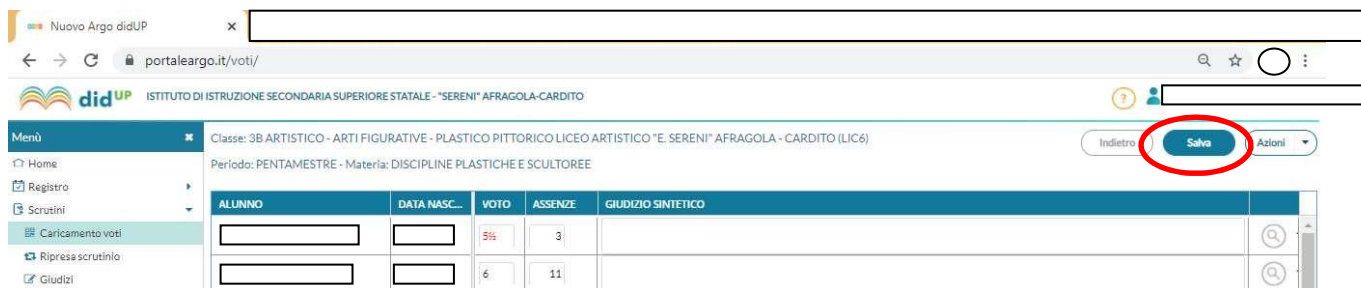 Nuovo Argo didUP
portaleargo.it/voti/
didUP ISTITUTO DI ISTRUZIONE SECONDARIA SUPERIORE STATALE - "SERENI" AFRAGOLA-CARDITO
Menù
Classe: 3B ARTISTICO - ARTI FIGURATIVE - PLASTICO PITTORICO LICEO ARTISTICO "E. SERENI" AFRAGOLA - CARDITO (LIC6)
Indietro Salva Azioni
Home
Periodo: PENTAMESTRE - Materia: DISCIPLINE PLASTICHE E SCULTOREE
Registro
Scrutini
ALUNNO DATA NASC... VOTO ASSENZE GIUDIZIO SINTETICO
Caricamento voti
5½ 3
Ripresa scrutinio
6 11
Giudizi